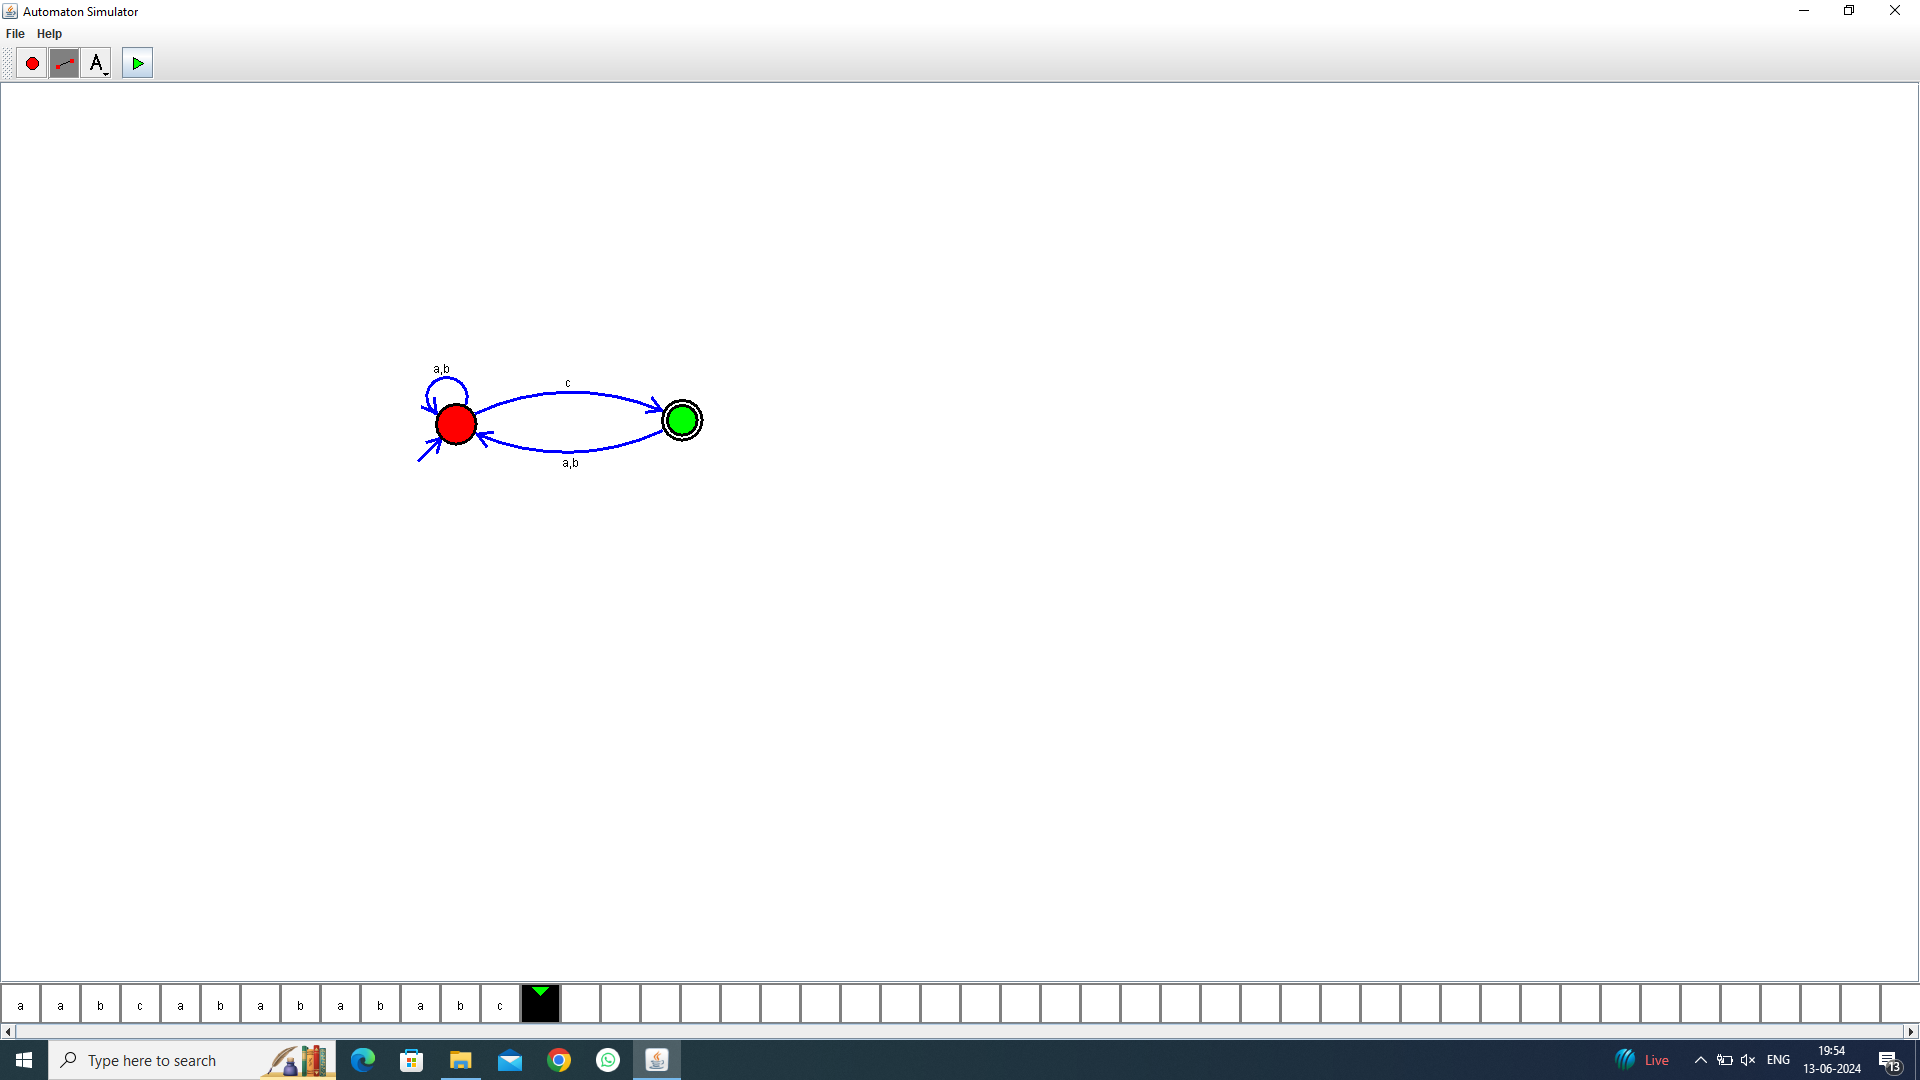 Automaton Simulator
File Help
A
a,b
c
a,b
a a b c a b a b a b a b c
Type here to search
Live ENG 19:54
13-06-2024
13